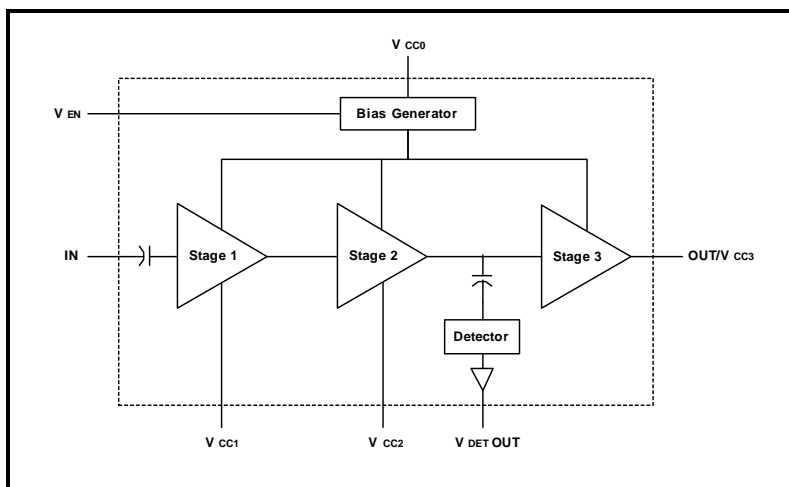 V CC0
V EN
Bias Generator
IN
Stage 1
Stage 2
Stage 3
OUT/V CC3
Detector
V CC1
V CC2
V DET OUT